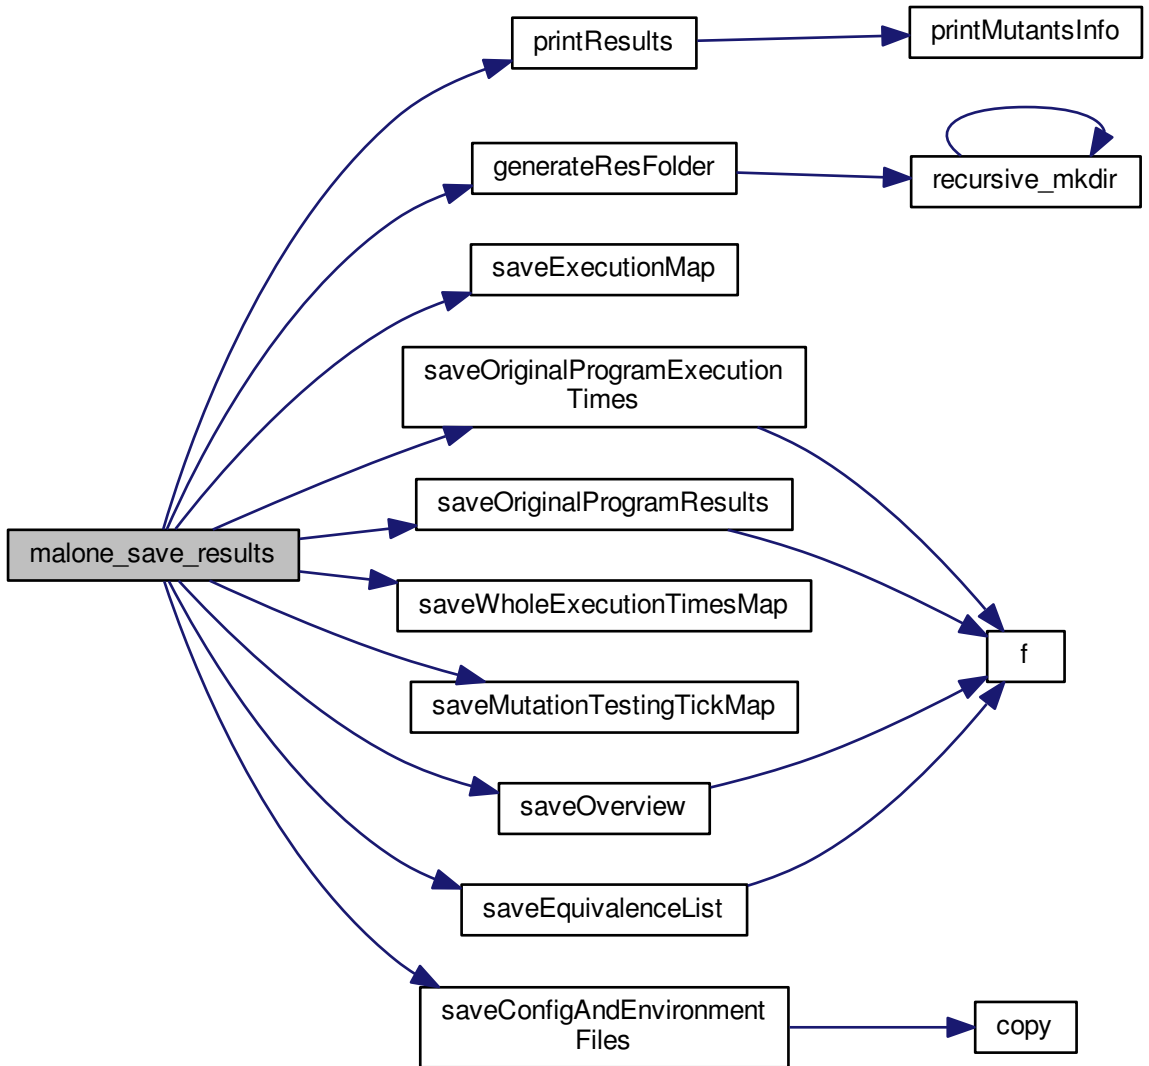 printResults
printMutantsInfo
generateResFolder
recursive_mkdir
saveExecutionMap
saveOriginalProgramExecution
Times
saveOriginalProgramResults
malone_save_results
saveWholeExecutionTimesMap
f
saveMutationTestingTickMap
saveOverview
saveEquivalenceList
saveConfigAndEnvironment
Files
copy